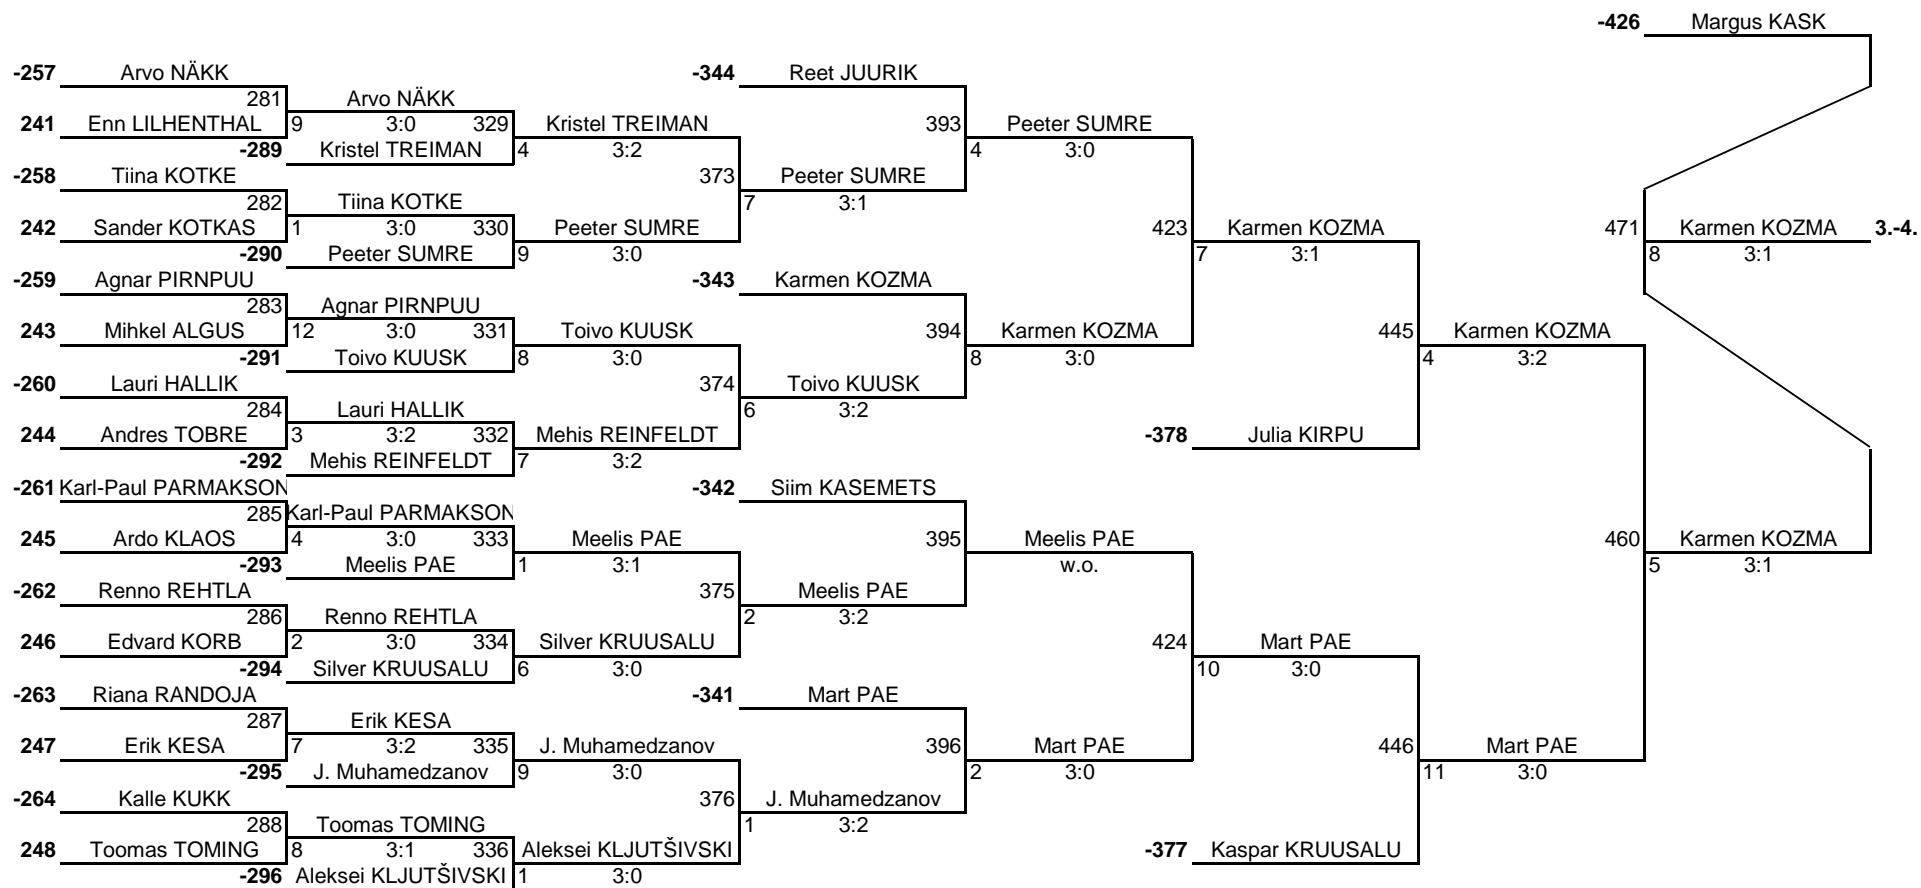 -426 Margus KASK
-257 Arvo NÄKK -344 Reet JUURIK
281 Arvo NÄKK
241 Enn LILHENTHAL 9 3:0 329 Kristel TREIMAN 393 Peeter SUMRE
-289 Kristel TREIMAN 4 3:2 4 3:0
-258 Tiina KOTKE 373 Peeter SUMRE
282 Tiina KOTKE 7 3:1
242 Sander KOTKAS 1 3:0 330 Peeter SUMRE 423 Karmen KOZMA 471 Karmen KOZMA 3.-4.
-290 Peeter SUMRE 9 3:0 7 3:1 8 3:1
-259 Agnar PIRNPUU -343 Karmen KOZMA
283 Agnar PIRNPUU
243 Mihkel ALGUS 12 3:0 331 Toivo KUUSK 394 Karmen KOZMA 445 Karmen KOZMA
-291 Toivo KUUSK 8 3:0 8 3:0 4 3:2
-260 Lauri HALLIK 374 Toivo KUUSK
284 Lauri HALLIK 6 3:2
244 Andres TOBRE 3 3:2 332 Mehis REINFELDT -378 Julia KIRPU
-292 Mehis REINFELDT 7 3:2
-261 Karl-Paul PARMAKSON -342 Siim KASEMETS
285 Karl-Paul PARMAKSON
245 Ardo KLAOS 4 3:0 333 Meelis PAE 395 Meelis PAE 460 Karmen KOZMA
-293 Meelis PAE 1 3:1 w.o. 5 3:1
-262 Renno REHTLA 375 Meelis PAE
286 Renno REHTLA 2 3:2
246 Edvard KORB 2 3:0 334 Silver KRUUSALU 424 Mart PAE
-294 Silver KRUUSALU 6 3:0 10 3:0
-263 Riana RANDOJA -341 Mart PAE
287 Erik KESA
247 Erik KESA 7 3:2 335 J. Muhamedzanov 396 Mart PAE 446 Mart PAE
-295 J. Muhamedzanov 9 3:0 2 3:0 11 3:0
-264 Kalle KUKK 376 J. Muhamedzanov
288 Toomas TOMING 1 3:2
248 Toomas TOMING 8 3:1 336 Aleksei KLJUTŠIVSKI -377 Kaspar KRUUSALU
-296 Aleksei KLJUTŠIVSKI 1 3:0